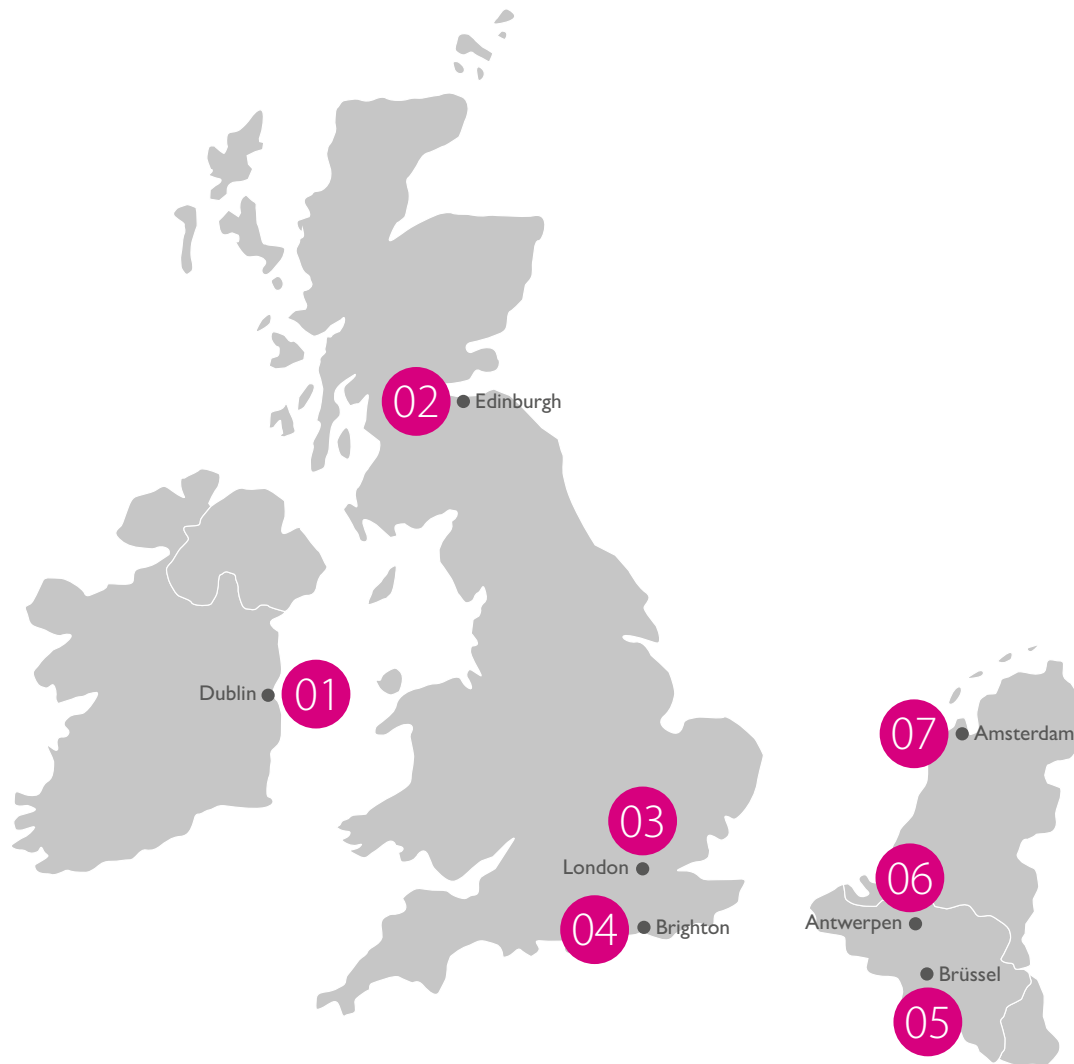 02
Edinburgh
Dublin
01
07
Amsterdam
03
London
06
04
Brighton
Antwerpen
Brüssel
05